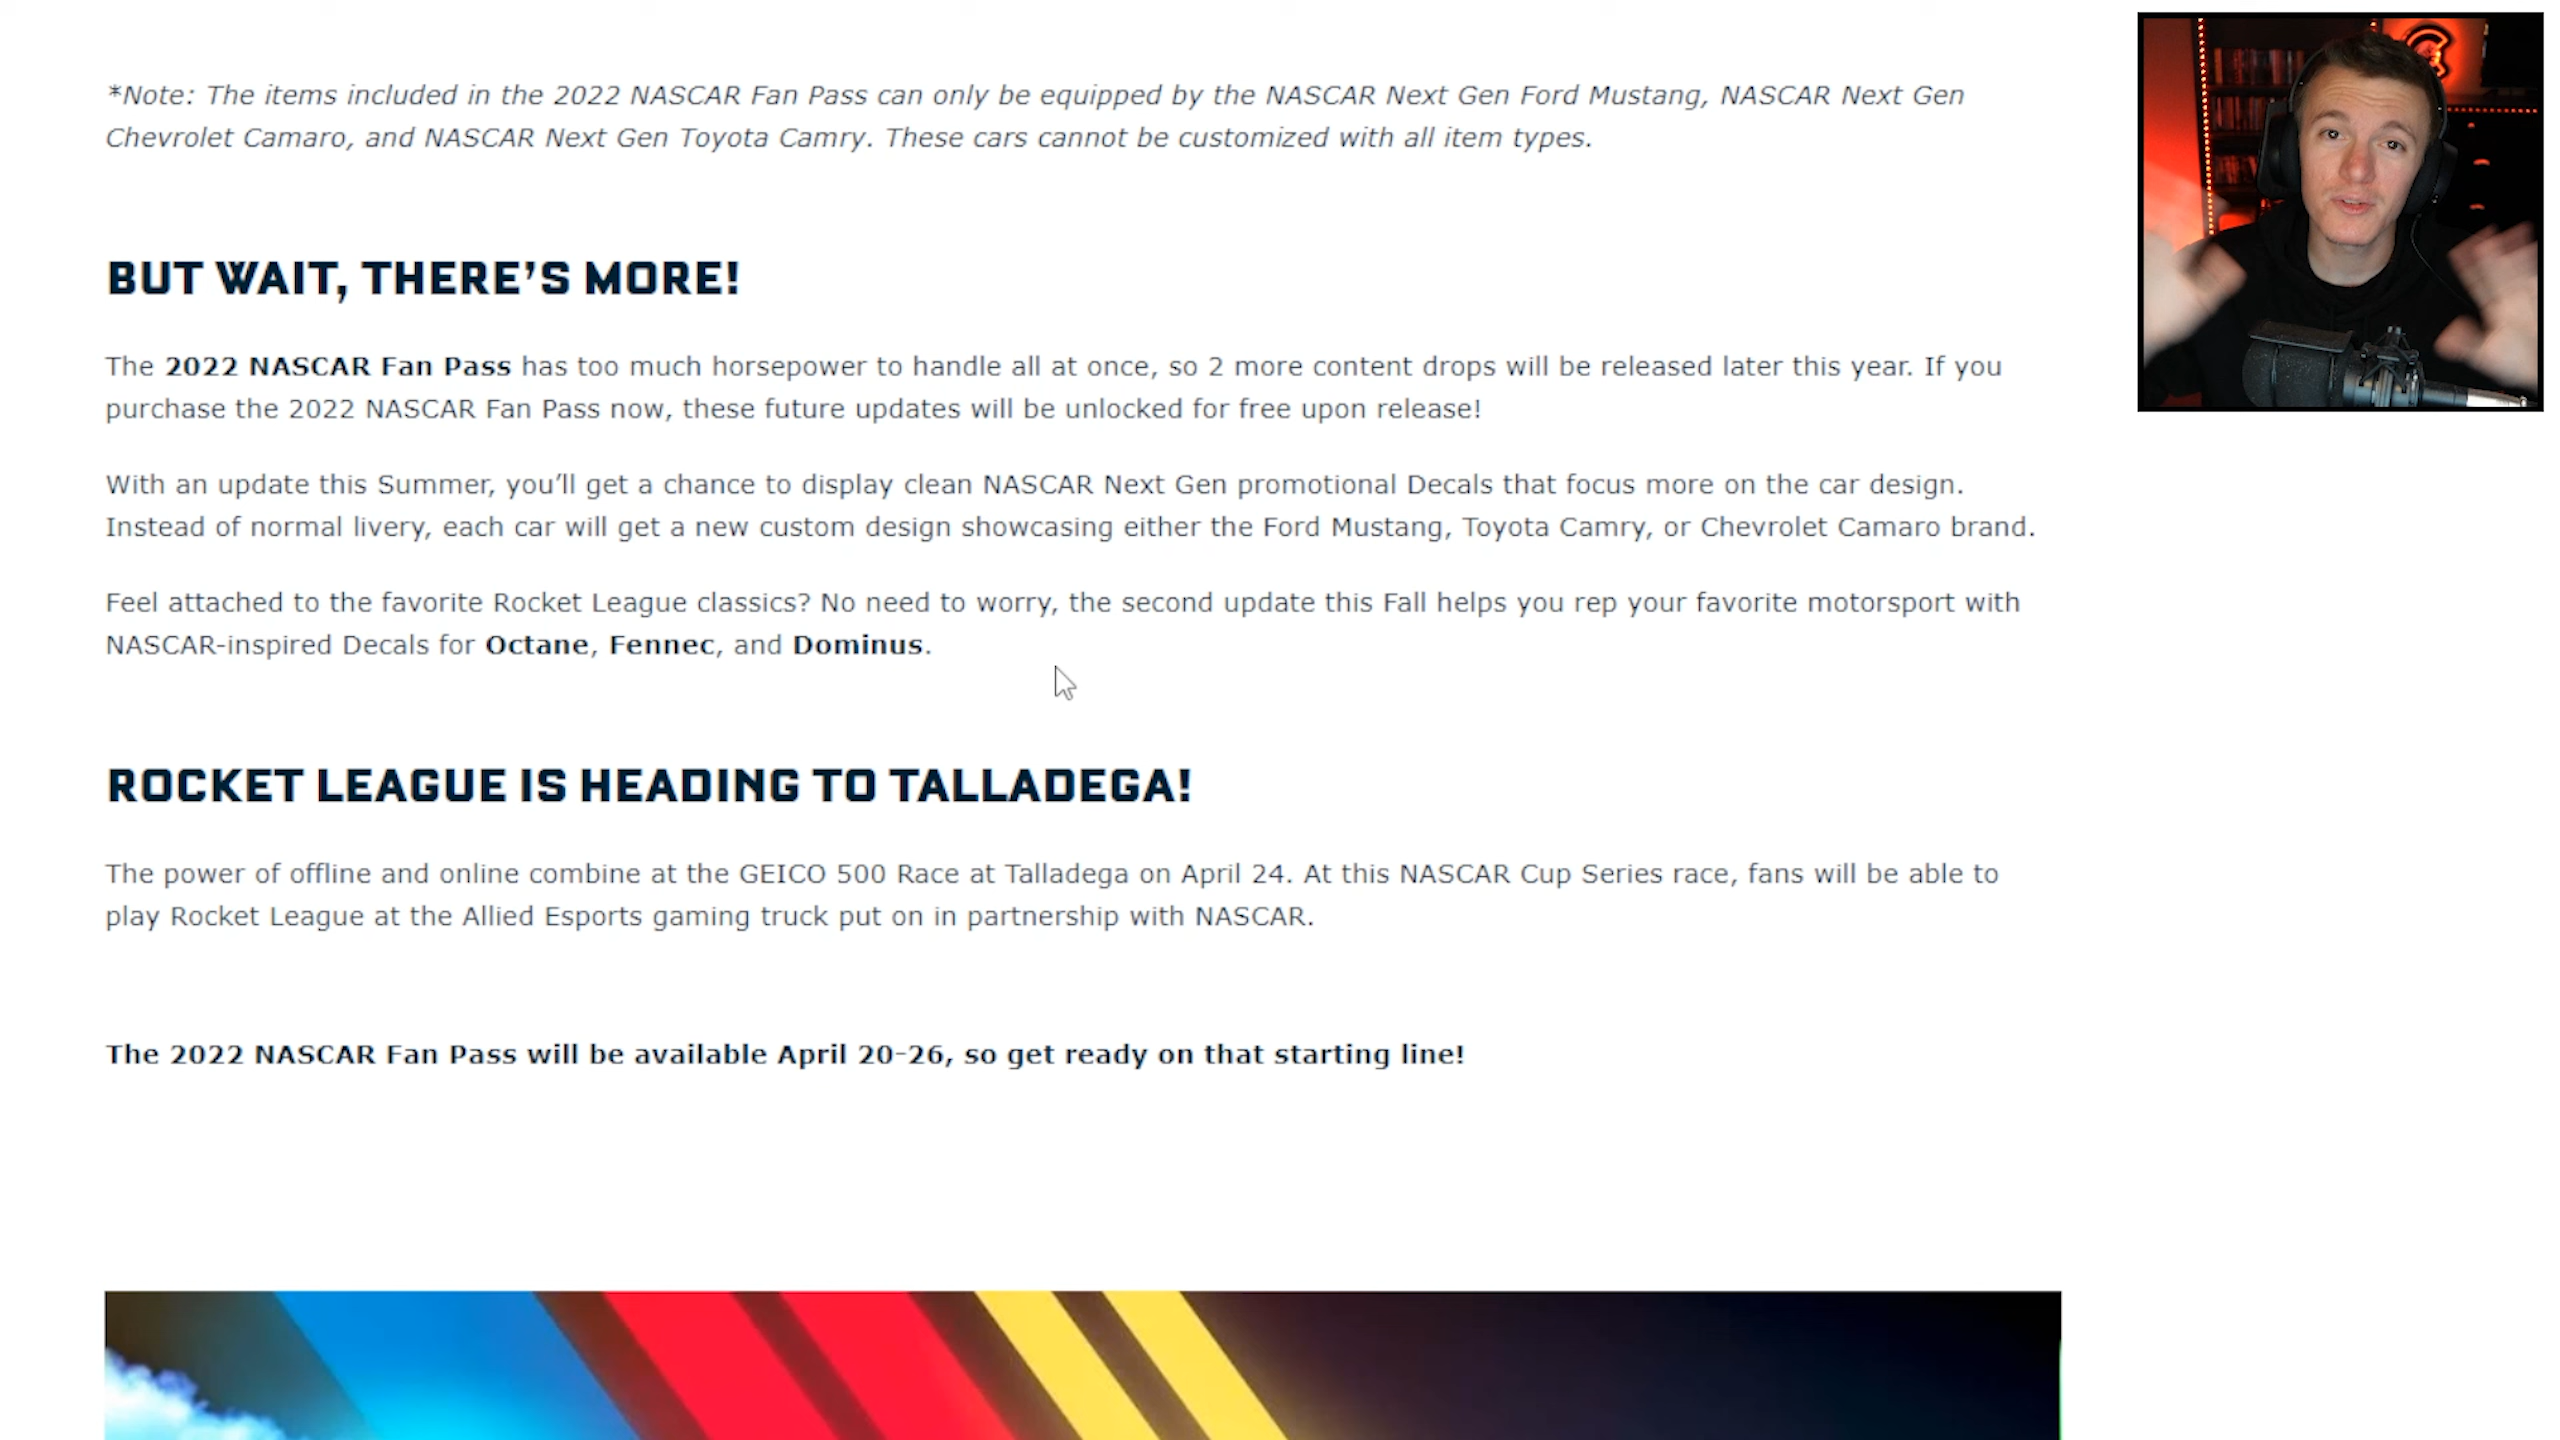 *Note: The items included in the 2022 NASCAR Fan Pass can only be equipped by the NASCAR Next Gen Ford Mustang, NASCAR Next Gen
Chevrolet Camaro, and NASCAR Next Gen Toyota Camry. These cars cannot be customized with all item types.
BUT WAIT, THERE’S MORE!
The 2022 NASCAR Fan Pass has too much horsepower to handle all at once, so 2 more content drops will be released later this year. If you
purchase the 2022 NASCAR Fan Pass now, these future updates will be unlocked for free upon release!
With an update this Summer, you’ll get a chance to display clean NASCAR Next Gen promotional Decals that focus more on the car design.
Instead of normal livery, each car will get a new custom design showcasing either the Ford Mustang, Toyota Camry, or Chevrolet Camaro brand.
Feel attached to the favorite Rocket League classics? No need to worry, the second update this Fall helps you rep your favorite motorsport with
NASCAR-inspired Decals for Octane, Fennec, and Dominus.
ROCKET LEAGUE IS HEADING TO TALLADEGA!
The power of offline and online combine at the GEICO 500 Race at Talladega on April 24. At this NASCAR Cup Series race, fans will be able to
play Rocket League at the Allied Esports gaming truck put on in partnership with NASCAR.
The 2022 NASCAR Fan Pass will be available April 20-26, so get ready on that starting line!